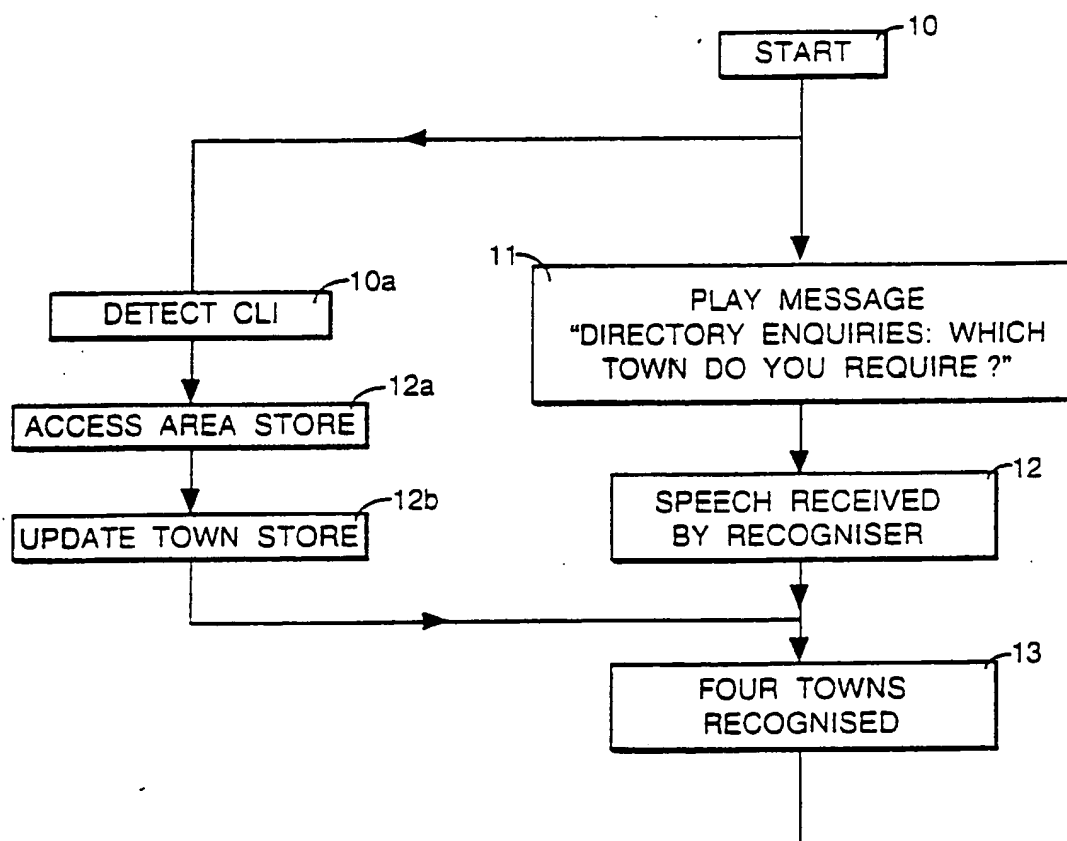 10
START
11
10a
DETECT CLI
PLAY MESSAGE
"DIRECTORY ENQUIRIES: WHICH
TOWN DO YOU REQUIRE ?"
12a
ACCESS AREA STORE
12
12b
SPEECH RECEIVED
BY RECOGNISER
UPDATE TOWN STORE
13
FOUR TOWNS
RECOGNISED